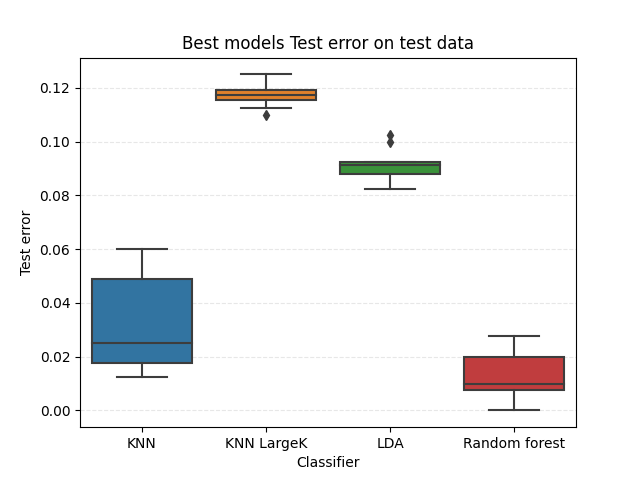 Best models Test error on test data
0.12
0.10
0.08
0.06
0.04
0.02
0.00
Test error
KNN
KNN LargeK
LDA
Random forest
Classifier